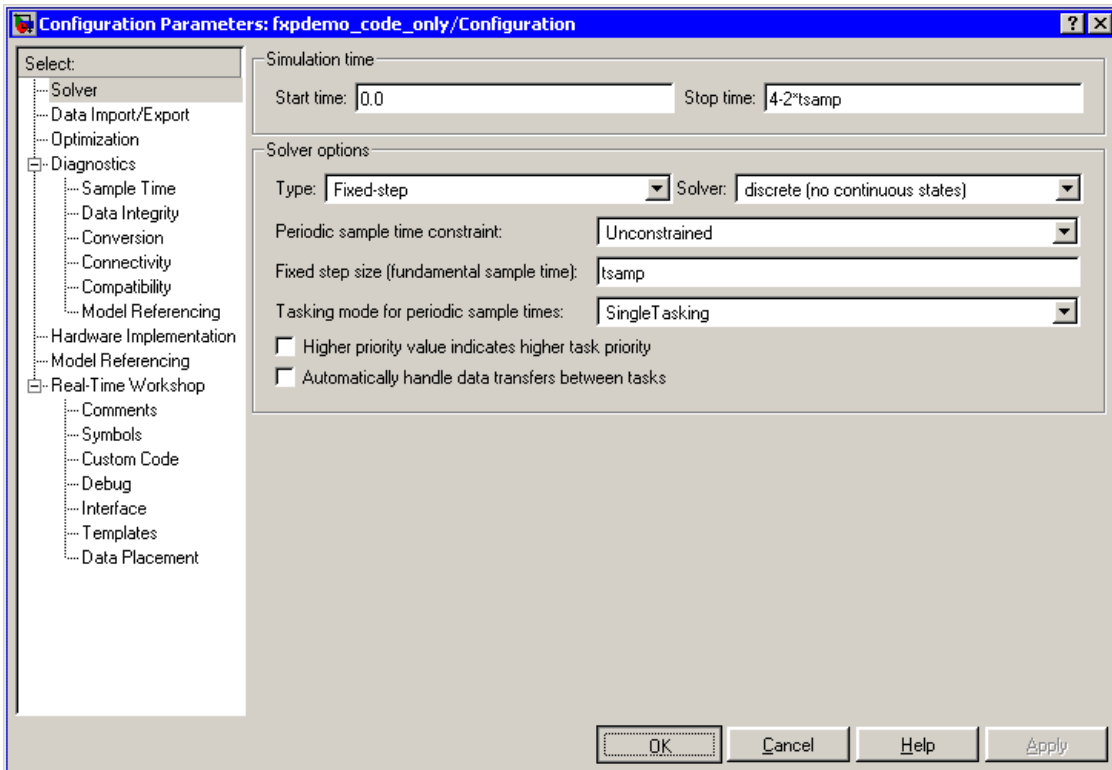 Configuration Parameters: fxpdemo_code_only/Configuration
Select:
Solver
Data Import/Export
Optimization
Diagnostics
Sample Time
Data Integrity
Conversion
Connectivity
Compatibility
Model Referencing
Hardware Implementation
Model Referencing
Real-Time Workshop
Comments
Symbols
Custom Code
Debug
Interface
Templates
Data Placement
Simulation time
Start time: 0.0 Stop time: 4-2*tsamp
Solver options
Type: Fixed-step Solver: discrete (no continuous states)
Periodic sample time constraint: Unconstrained
Fixed step size (fundamental sample time): tsamp
Tasking mode for periodic sample times: SingleTasking
Higher priority value indicates higher task priority
Automatically handle data transfers between tasks
OK Cancel Help Apply